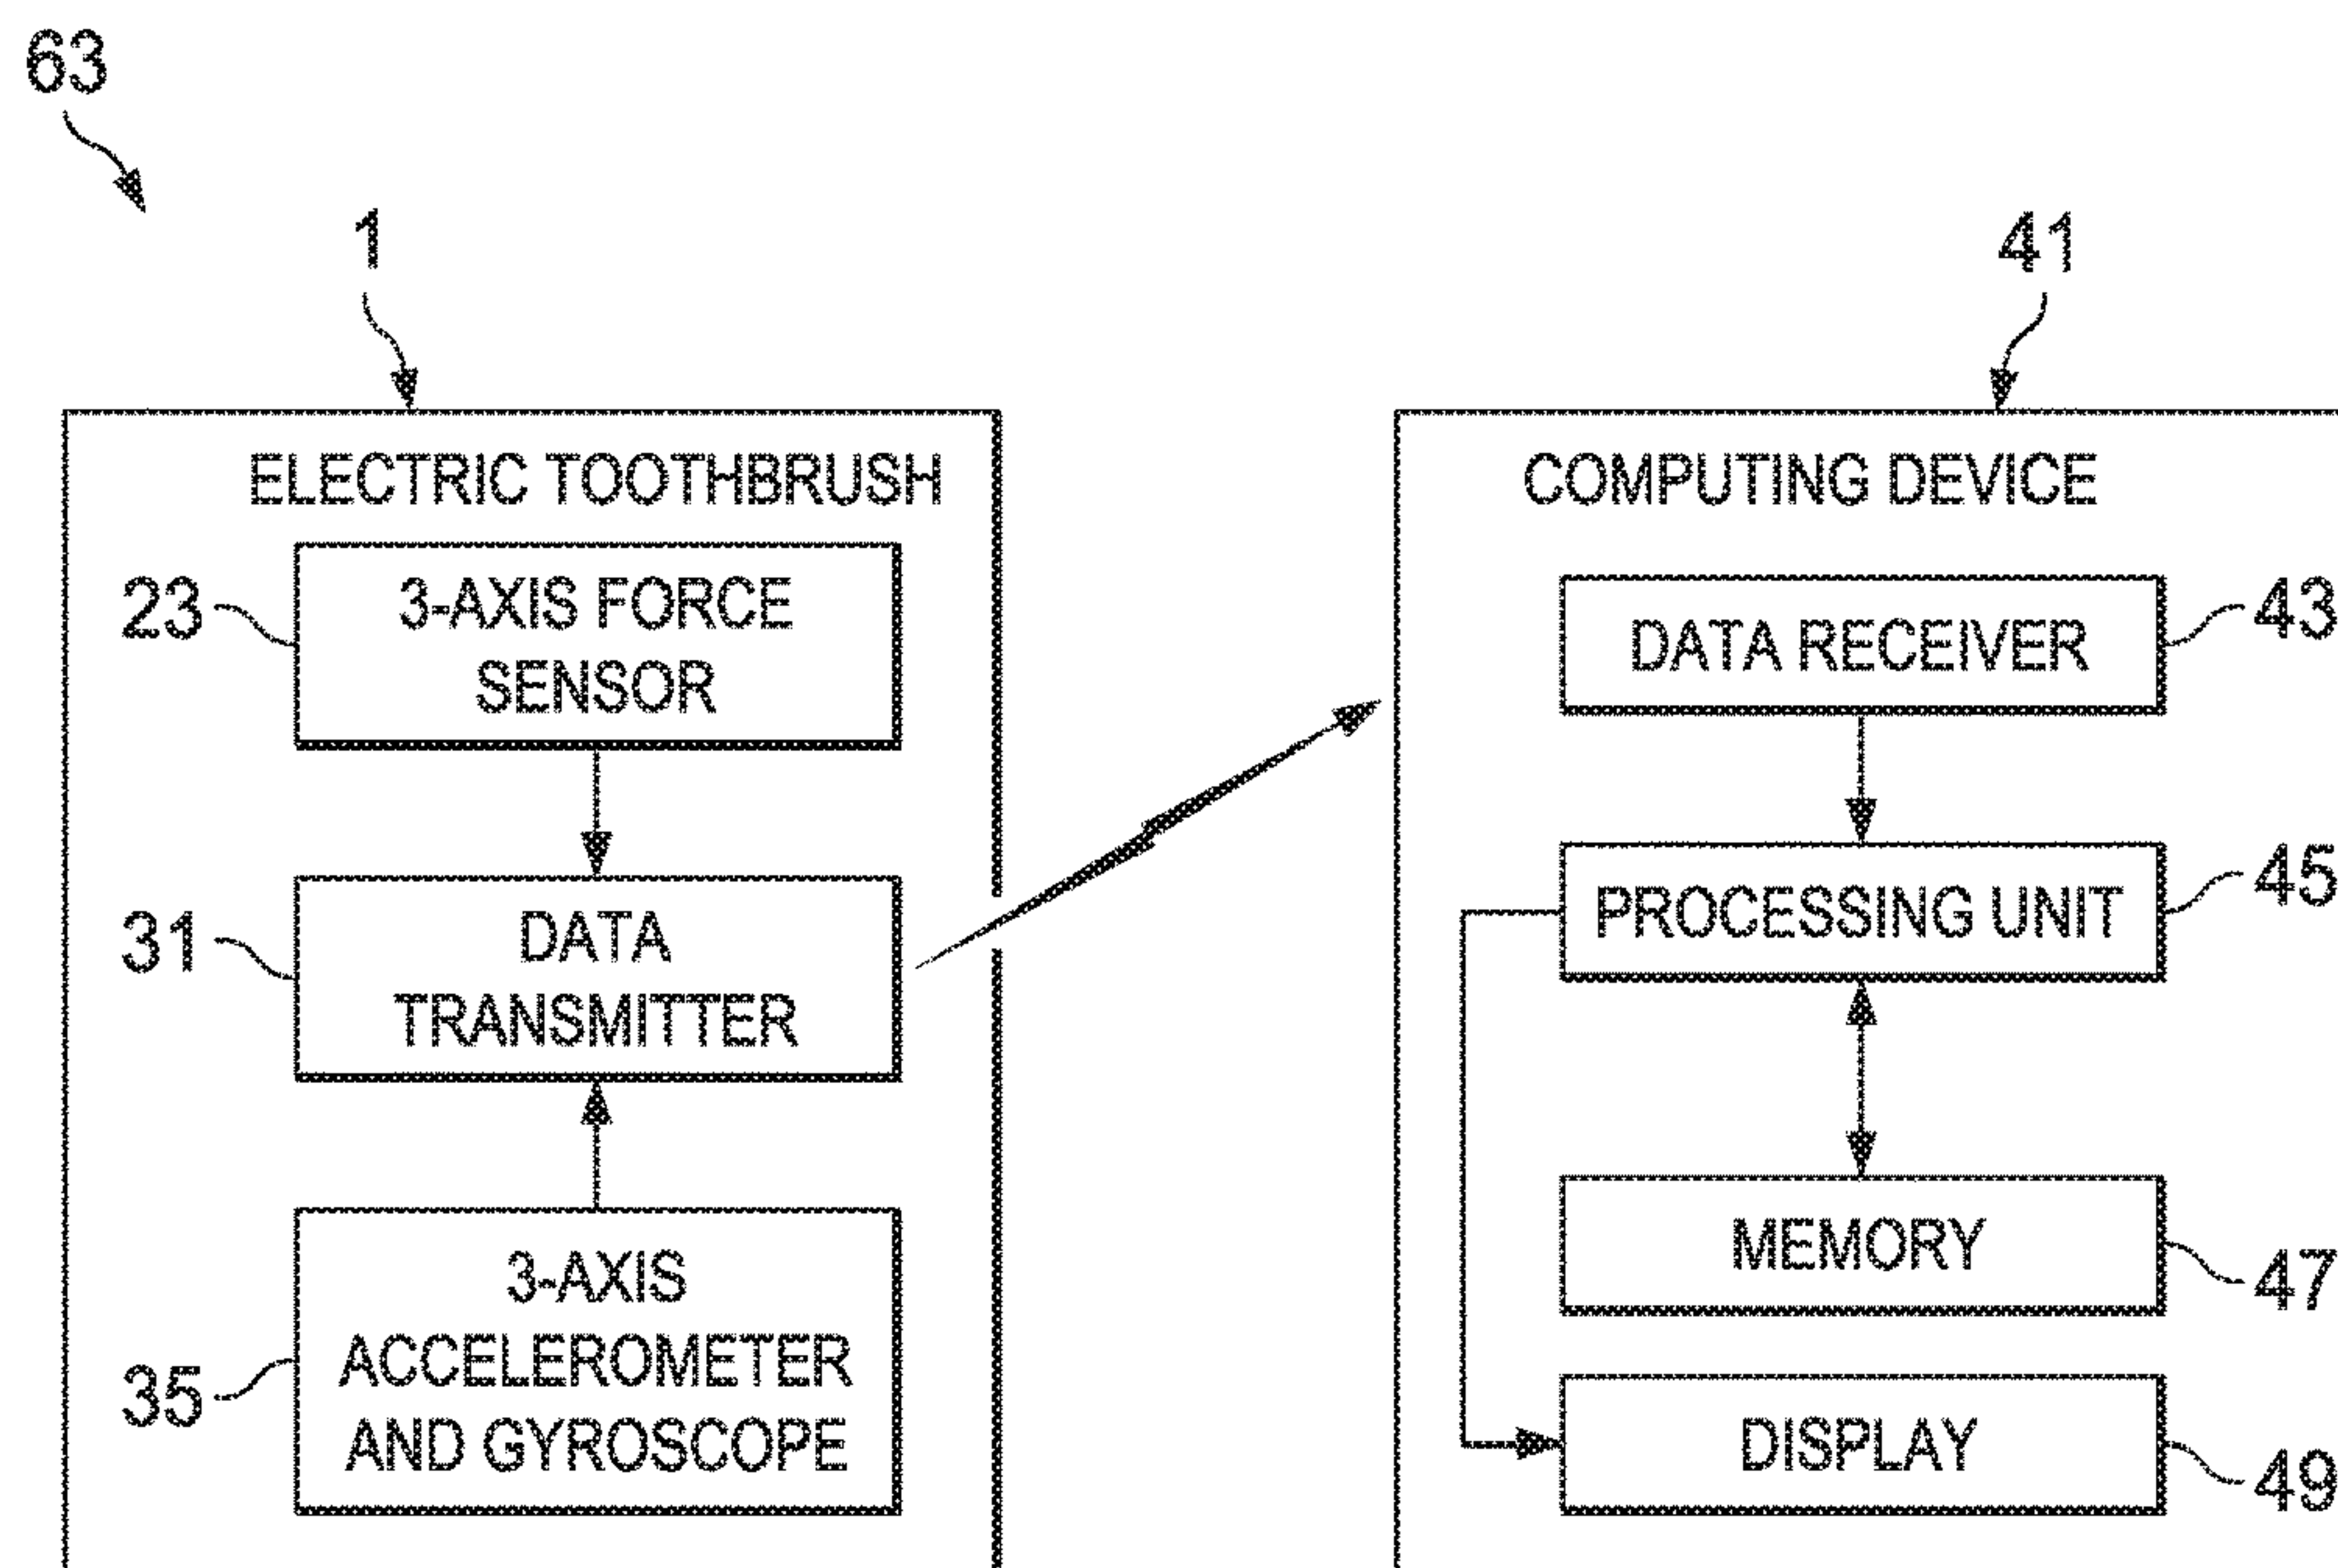 63
1
41
ELECTRIC TOOTHBRUSH
23
3-AXIS FORCE
SENSOR
31
DATA
TRANSMITTER
35
3-AXIS
ACCELEROMETER
AND GYROSCOPE
COMPUTING DEVICE
DATA RECEIVER
43
PROCESSING UNIT
45
MEMORY
47
DISPLAY
49